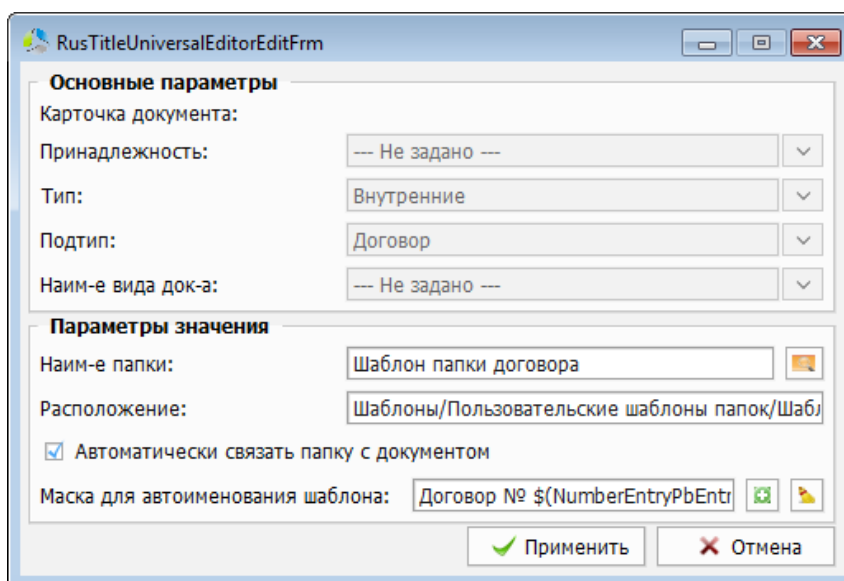 RusTitleUniversalEditorEditFrm
Основные параметры
Карточка документа:
Принадлежность: --- Не задано ---
Тип: Внутренние
Подтип: Договор
Наим-е вида док-а: --- Не задано ---
Параметры значения
Наим-е папки: Шаблон папки договора
Расположение: Шаблоны/Пользовательские шаблоны папок/Шабл
Автоматически связать папку с документом
Маска для автоименования шаблона: Договор № $(NumberEntryPbEntr
Применить Отмена